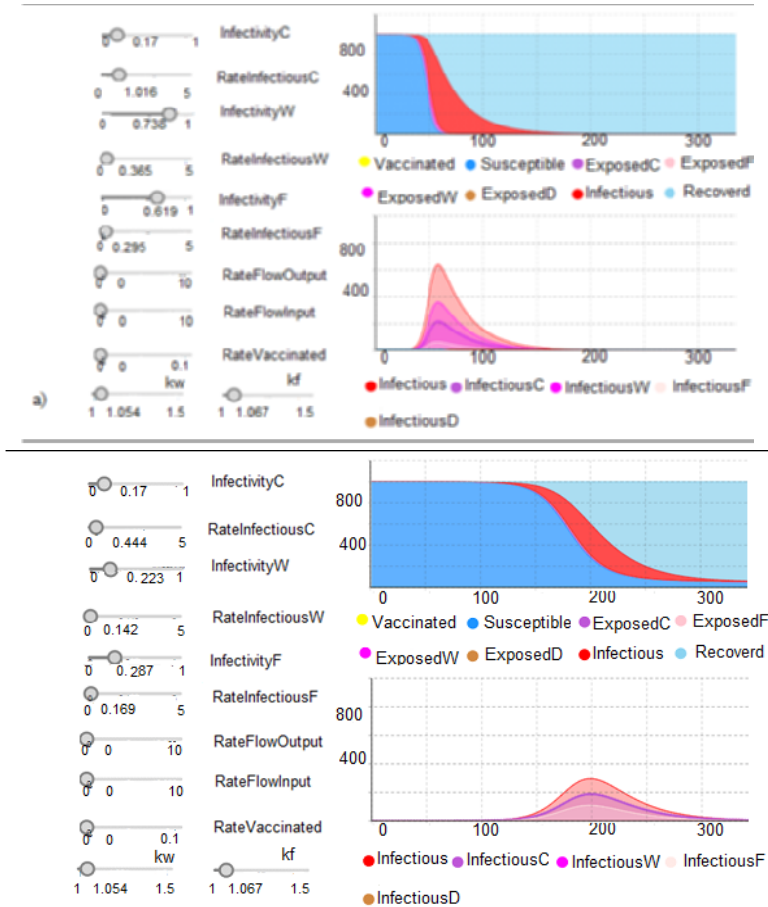 InfectivityC
0 0.17 1
RateInfectiousC
0 1.016 5
InfectivityW
0 0.738 1
RateInfectiousW
0 0.365 5
InfectivityF
0 0.619 1
RateInfectiousF
0 0.295 5
RateFlowOutput
0 0 10
RateFlowInput
0 0 10
RateVaccinated
0 0 0.1
kw kf
a) 1 1.054 1.5 1 1.067 1.5
800
400
0 100 200 300
Vaccinated Susceptible ExposedC ExposedF
ExposedW ExposedD Infectious Recoverd
800
400
0 100 200 300
Infectious InfectiousC InfectiousW InfectiousF
InfectiousD
InfectivityC
0 0.17 1
RateInfectiousC
0 0.444 5
InfectivityW
0 0.223 1
RateInfectiousW
0 0.142 5
InfectivityF
0 0.287 1
RateInfectiousF
0 0.169 5
RateFlowOutput
0 0 10
RateFlowInput
0 0 10
RateVaccinated
0 0 0.1
kw kf
1 1.054 1.5 1 1.067 1.5
800
400
0 100 200 300
Vaccinated Susceptible ExposedC ExposedF
ExposedW ExposedD Infectious Recoverd
800
400
0 100 200 300
Infectious InfectiousC InfectiousW InfectiousF
InfectiousD